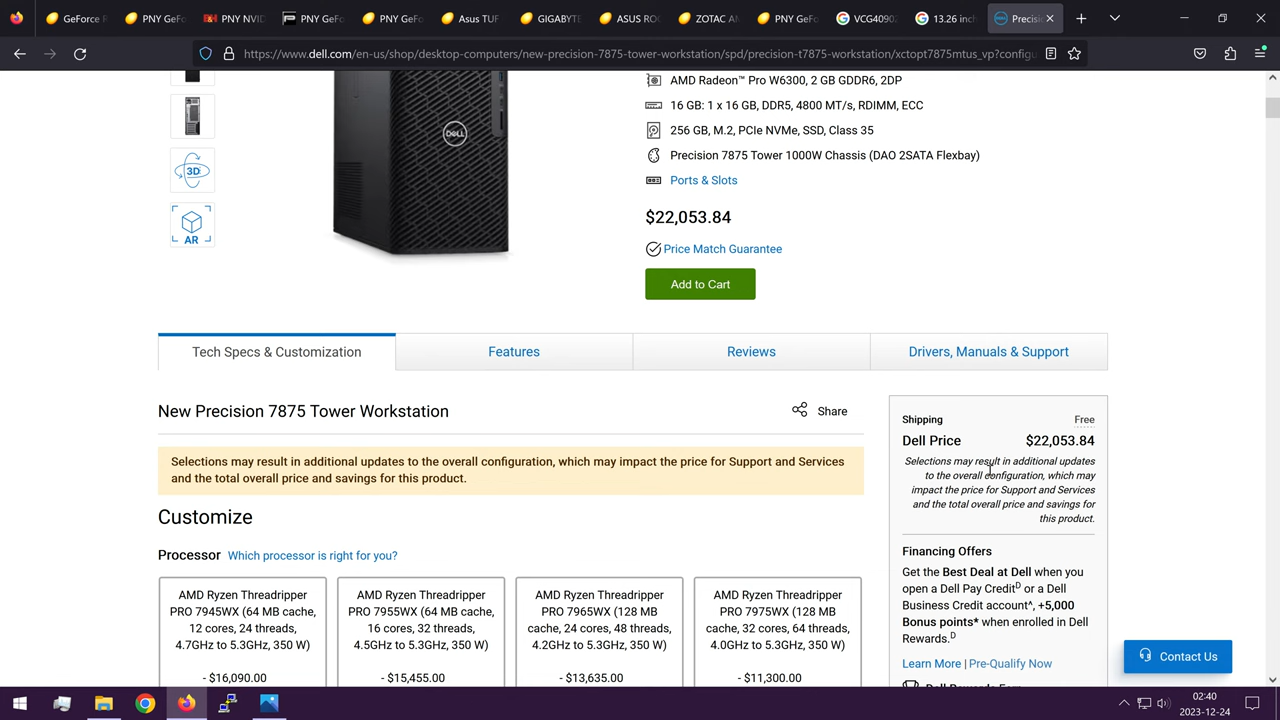 GeForce R
PNY GeFo
PNY NVID
PNY GeFo
PNY GeFo
Asus TUF
GIGABYTE
ASUS ROG
ZOTAC AM
PNY GeFo
VCG4090
13.26 inch
Precisio
https://www.dell.com/en-us/shop/desktop-computers/new-precision-7875-tower-workstation/spd/precision-t7875-workstation/xctopt7875mtus_vp?configu
AMD Radeon™ Pro W6300, 2 GB GDDR6, 2DP
16 GB: 1 x 16 GB, DDR5, 4800 MT/s, RDIMM, ECC
256 GB, M.2, PCIe NVMe, SSD, Class 35
Precision 7875 Tower 1000W Chassis (DAO 2SATA Flexbay)
Ports & Slots
$22,053.84
Price Match Guarantee
Add to Cart
DELL
3D
AR
Tech Specs & Customization
Features
Reviews
Drivers, Manuals & Support
New Precision 7875 Tower Workstation
Share
Selections may result in additional updates to the overall configuration, which may impact the price for Support and Services
and the total overall price and savings for this product.
Customize
Processor Which processor is right for you?
AMD Ryzen Threadripper
PRO 7945WX (64 MB cache,
12 cores, 24 threads,
4.7GHz to 5.3GHz, 350 W)
- $16,090.00
AMD Ryzen Threadripper
PRO 7955WX (64 MB cache,
16 cores, 32 threads,
4.5GHz to 5.3GHz, 350 W)
- $15,455.00
AMD Ryzen Threadripper
PRO 7965WX (128 MB
cache, 24 cores, 48 threads,
4.2GHz to 5.3GHz, 350 W)
- $13,635.00
AMD Ryzen Threadripper
PRO 7975WX (128 MB
cache, 32 cores, 64 threads,
4.0GHz to 5.3GHz, 350 W)
- $11,300.00
Shipping Free
Dell Price $22,053.84
Selections may result in additional updates
to the overall configuration, which may
impact the price for Support and Services
and the total overall price and savings for
this product.
Financing Offers
Get the Best Deal at Dell when you
open a Dell Pay Credit^D or a Dell
Business Credit account^, +5,000
Bonus points* when enrolled in Dell
Rewards.^D
Learn More | Pre-Qualify Now
Contact Us
02:40
2023-12-24